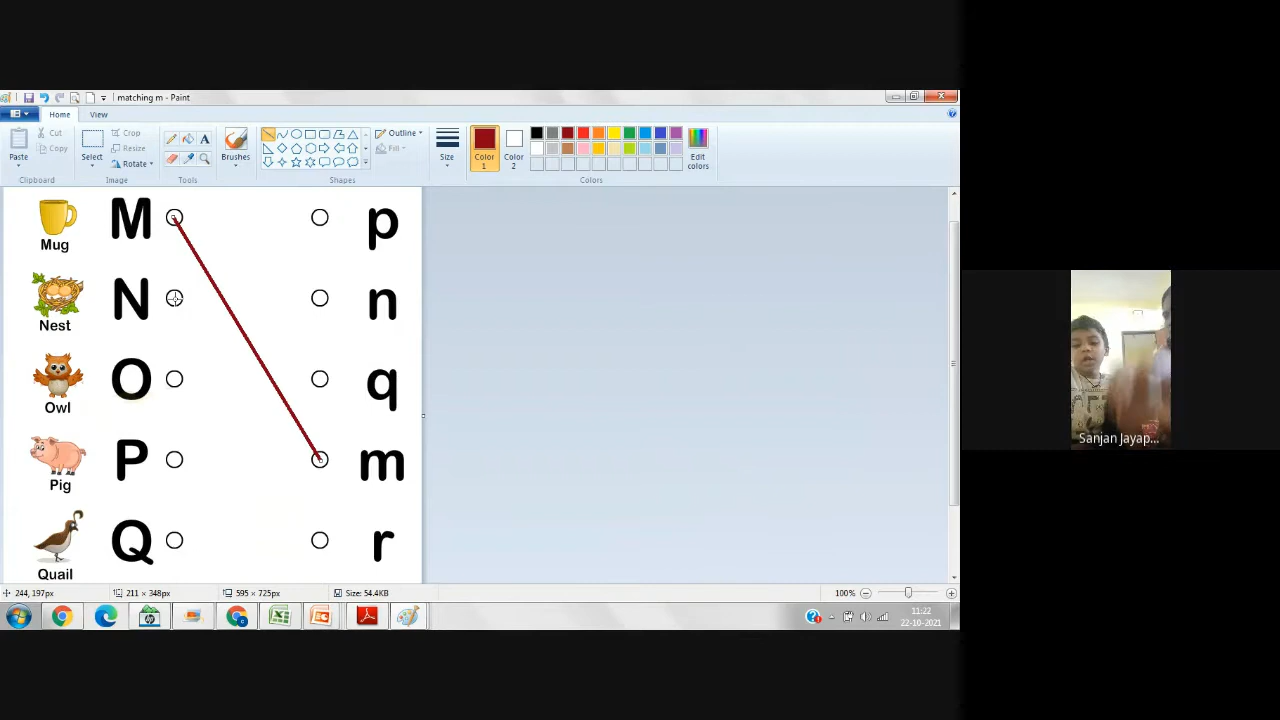 matching m - Paint
Home View
Paste
Cut
Copy
Select
Crop
Resize
Rotate
A
Brushes
Outline
Fill
Size
Color 1
Color 2
Edit colors
Clipboard Image Tools Shapes Colors
Mug M p
Nest N n
Owl O q
Pig P m
Quail Q r
Sanjan Jayap...
244, 197px 211 × 348px 595 × 725px Size: 54.4KB 100%
11:22
22-10-2021